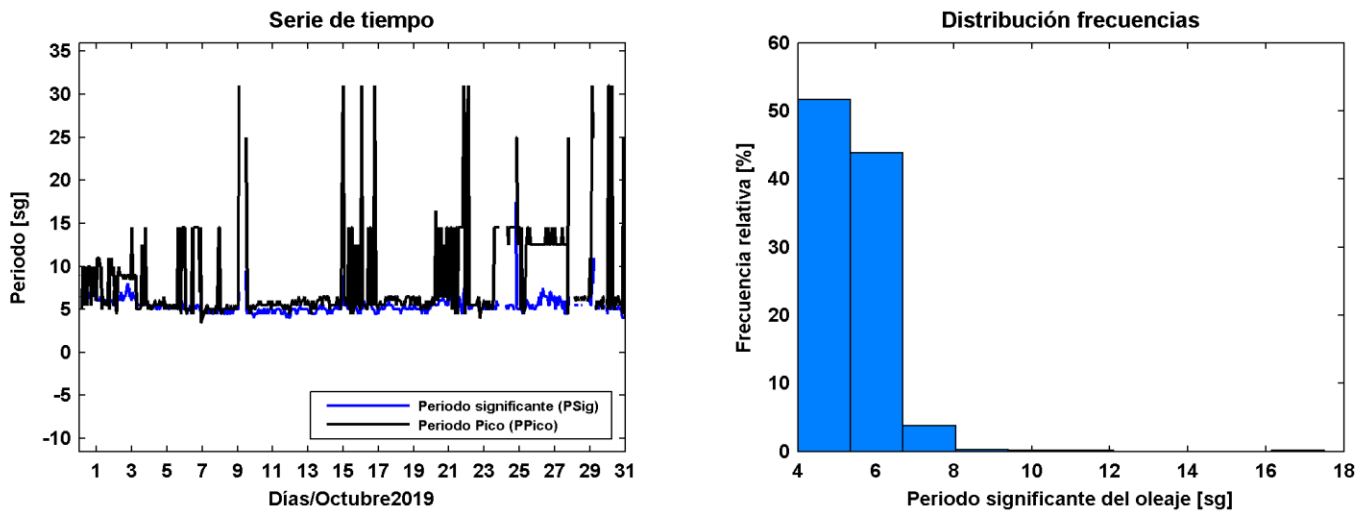 Serie de tiempo
35
30
25
20
15
10
5
0
-5
-10
Periodo [sg]
Periodo significante (PSig)
Periodo Pico (PPico)
1 3 5 7 9 11 13 15 17 19 21 23 25 27 29 31
Días/Octubre2019
Distribución frecuencias
60
50
40
30
20
10
0
Frecuencia relativa [%]
4 6 8 10 12 14 16 18
Periodo significante del oleaje [sg]